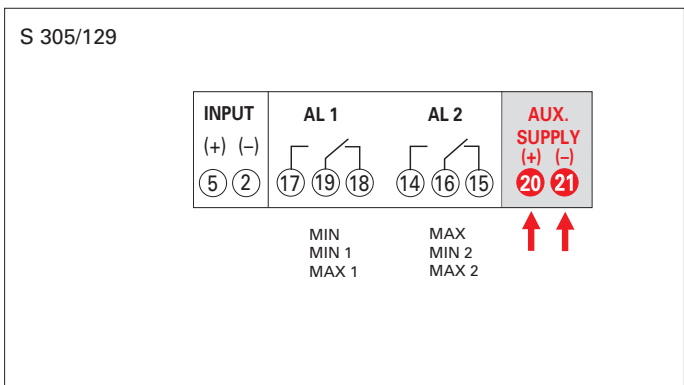 S 305/129
INPUT AL 1 AL 2 AUX.
SUPPLY
(+) (–) (+) (–)
5 2 17 19 18 14 16 15 20 21
MIN MAX
MIN 1 MIN 2
MAX 1 MAX 2